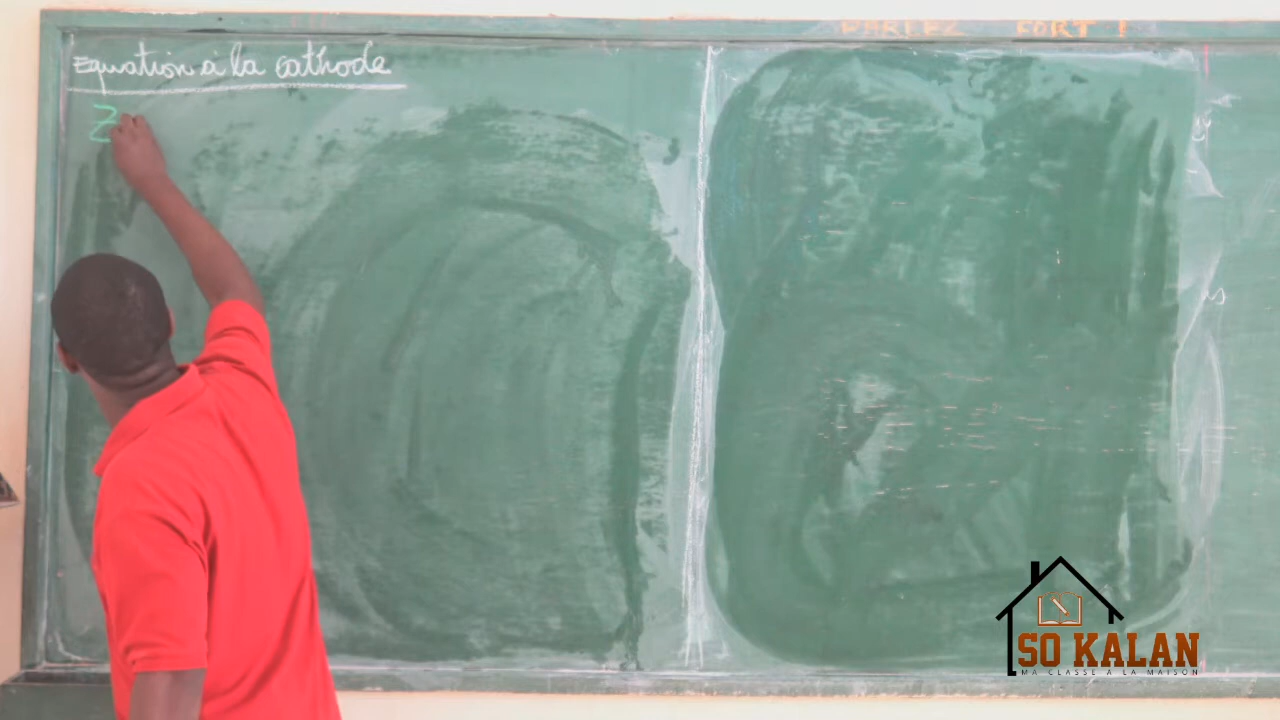 PARLEZ FORT !
Equation à la cathode
Z
SO KALAN
MA CLASSE À LA MAISON